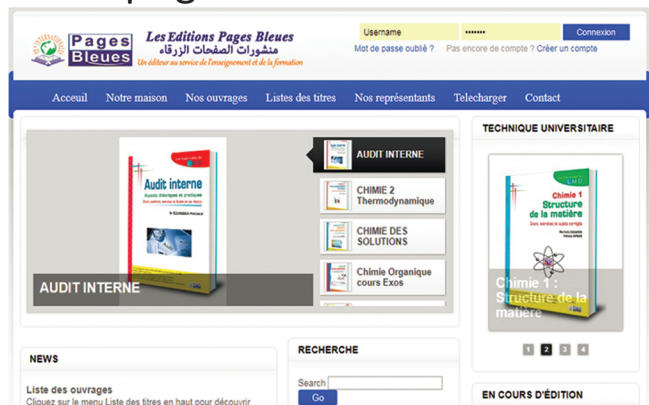 Pages
Bleues
Les Editions Pages Bleues
منشورات الصفحات الزرقاء
Un éditeur au service de l'enseignement et de la formation
Username
Connexion
Mot de passe oublié ? Pas encore de compte ? Créer un compte
Acceuil Notre maison Nos ouvrages Listes des titres Nos représentants Telecharger Contact
Audit interne
AUDIT INTERNE
AUDIT INTERNE
CHIMIE 2
Thermodynamique
CHIMIE DES
SOLUTIONS
Chimie Organique
cours Exos
TECHNIQUE UNIVERSITAIRE
LMD
Chimie 1
Structure
de la matière
Chimie 1 :
Structure de la
matière
1 2 3 4
NEWS
Liste des ouvrages
Cliquez sur le menu Liste des titres en haut pour découvrir
RECHERCHE
Search
Go
EN COURS D'ÉDITION